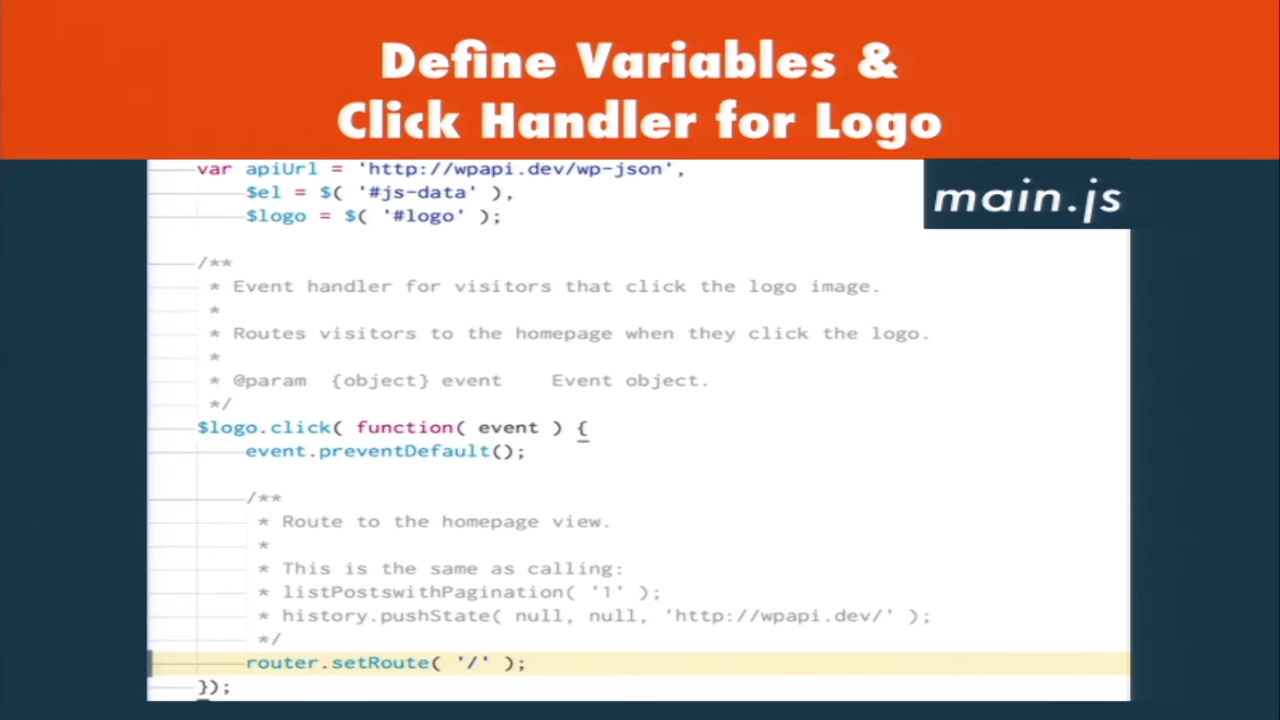 Define Variables &
Click Handler for Logo
main.js
var apiUrl = 'http://wpapi.dev/wp-json',
$el = $( '#js-data' ),
$logo = $( '#logo' );
/**
* Event handler for visitors that click the logo image.
*
* Routes visitors to the homepage when they click the logo.
*
* @param {object} event Event object.
*/
$logo.click( function( event ) {
event.preventDefault();
/**
* Route to the homepage view.
*
* This is the same as calling:
* listPostswithPagination( '1' );
* history.pushState( null, null, 'http://wpapi.dev/' );
*/
router.setRoute( '/' );
});